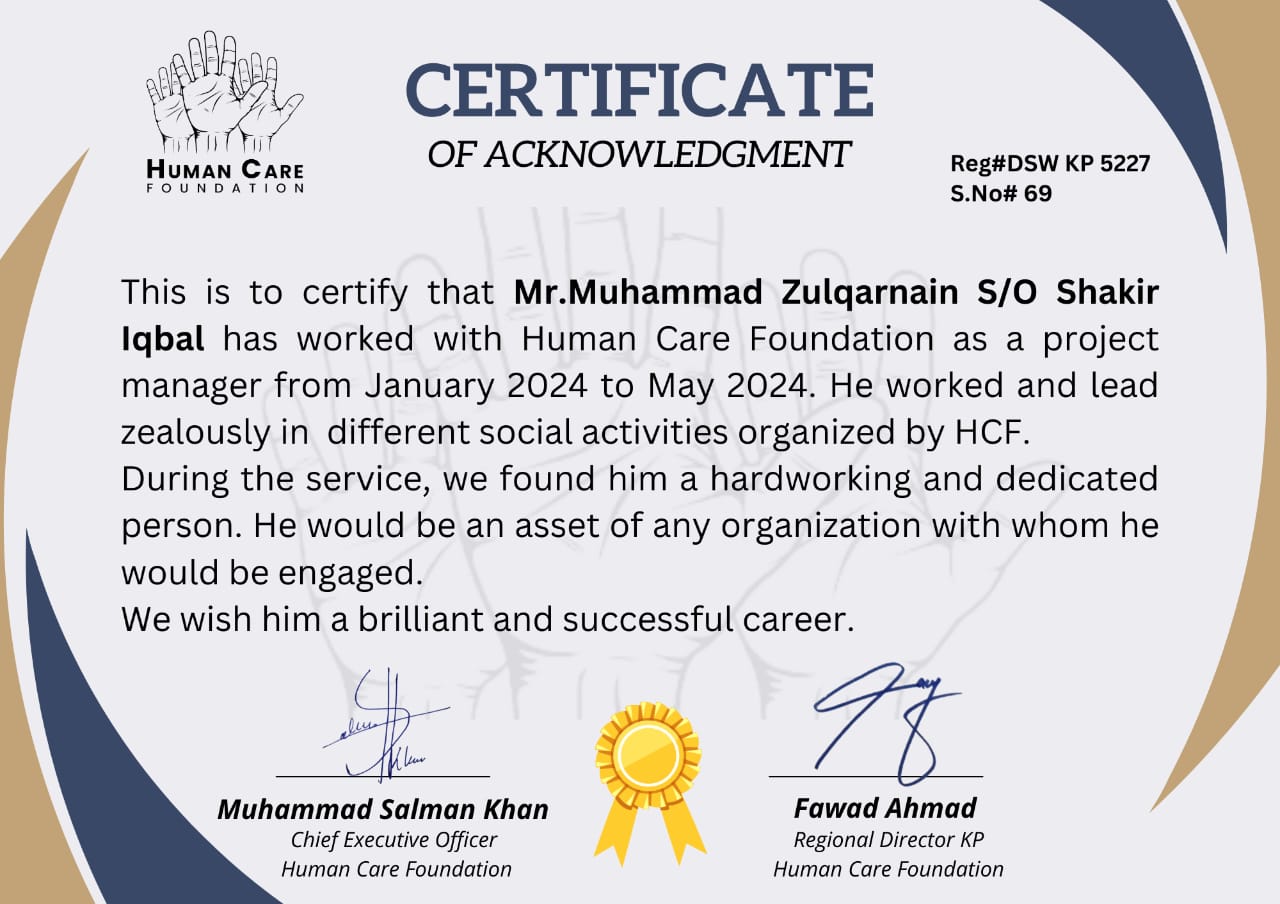 HUMAN CARE
FOUNDATION
CERTIFICATE
OF ACKNOWLEDGMENT
Reg#DSW KP 5227
S.No# 69
This is to certify that Mr.Muhammad Zulqarnain S/O Shakir
Iqbal has worked with Human Care Foundation as a project
manager from January 2024 to May 2024. He worked and lead
zealously in different social activities organized by HCF.
During the service, we found him a hardworking and dedicated
person. He would be an asset of any organization with whom he
would be engaged.
We wish him a brilliant and successful career.
Muhammad Salman Khan
Chief Executive Officer
Human Care Foundation
Fawad Ahmad
Regional Director KP
Human Care Foundation